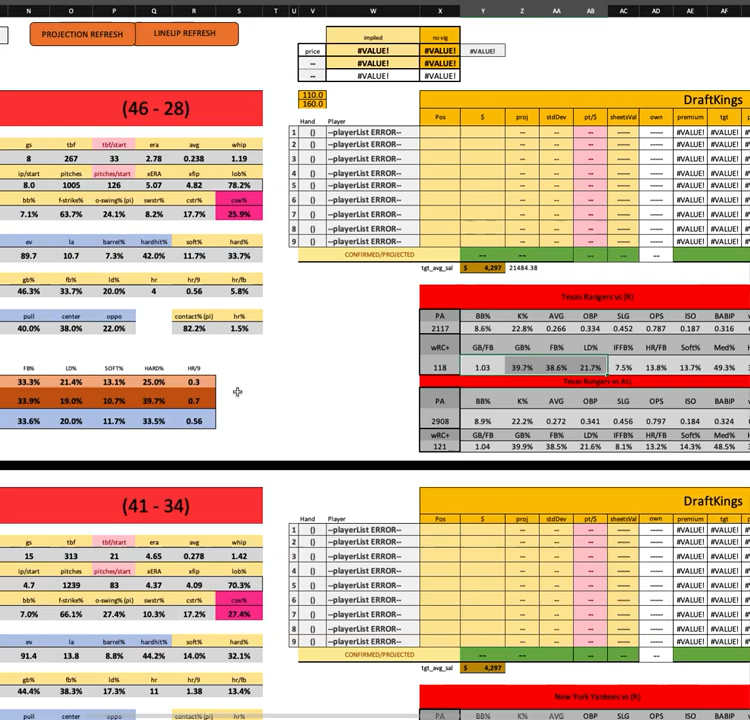 N O P Q R S T U V W X Y Z AA AB AC AD AE AF
PROJECTION REFRESH LINEUP REFRESH
implied no vig
price #VALUE! #VALUE! #VALUE!
-- #VALUE! #VALUE!
-- #VALUE! #VALUE!
(46 - 28)
110.0
160.0
DraftKings
Hand Player Pos $ proj stdDev pt/$ sheetsVal own premium tgt
1 () --playerList ERROR-- -- ----- ----- #VALUE! #VALUE!
2 () --playerList ERROR-- -- ----- ----- #VALUE! #VALUE!
3 () --playerList ERROR-- -- ----- ----- #VALUE! #VALUE!
4 () --playerList ERROR-- -- ----- ----- #VALUE! #VALUE!
5 () --playerList ERROR-- -- ----- ----- #VALUE! #VALUE!
6 () --playerList ERROR-- -- ----- ----- #VALUE! #VALUE!
7 () --playerList ERROR-- -- ----- ----- #VALUE! #VALUE!
8 () --playerList ERROR-- -- ----- ----- #VALUE! #VALUE!
9 () --playerList ERROR-- -- ----- ----- #VALUE! #VALUE!
CONFIRMED/PROJECTED -- -- --
tgt_avg_sal $ 4,297 21484.38
gs tbf tbf/start era avg whip
8 267 33 2.78 0.238 1.19
ip/start pitches pitches/start xERA xfip lob%
8.0 1005 126 5.07 4.82 78.2%
bb% f-strike% o-swing% (pi) swstr% cstr% csw%
7.1% 63.7% 24.1% 8.2% 17.7% 25.9%
ev la barrel% hardhit% soft% hard%
89.7 10.7 7.3% 42.0% 11.7% 33.7%
gb% fb% ld% hr hr/9 hr/fb
46.3% 33.7% 20.0% 4 0.56 5.8%
pull center oppo contact% (pi) hr%
40.0% 38.0% 22.0% 82.2% 1.5%
FB% LD% SOFT% HARD% HR/9
33.3% 21.4% 13.1% 25.0% 0.3
33.9% 19.0% 10.7% 39.7% 0.7
33.6% 20.0% 11.7% 33.5% 0.56
Texas Rangers vs (R)
PA BB% K% AVG OBP SLG OPS ISO BABIP
2117 8.6% 22.8% 0.266 0.334 0.452 0.787 0.187 0.316
wRC+ GB/FB GB% FB% LD% IFFB% HR/FB Soft% Med%
118 1.03 39.7% 38.6% 21.7% 7.5% 13.8% 13.7% 49.3%
Texas Rangers vs ALL
PA BB% K% AVG OBP SLG OPS ISO BABIP
2908 8.9% 22.2% 0.272 0.341 0.456 0.797 0.184 0.324
wRC+ GB/FB GB% FB% LD% IFFB% HR/FB Soft% Med%
121 1.04 39.9% 38.5% 21.6% 8.1% 13.2% 14.3% 48.5%
(41 - 34)
DraftKings
Hand Player Pos $ proj stdDev pt/$ sheetsVal own premium tgt
1 () --playerList ERROR-- -- ----- ----- #VALUE! #VALUE!
2 () --playerList ERROR-- -- ----- ----- #VALUE! #VALUE!
3 () --playerList ERROR-- -- ----- ----- #VALUE! #VALUE!
4 () --playerList ERROR-- -- ----- ----- #VALUE! #VALUE!
5 () --playerList ERROR-- -- ----- ----- #VALUE! #VALUE!
6 () --playerList ERROR-- -- ----- ----- #VALUE! #VALUE!
7 () --playerList ERROR-- -- ----- ----- #VALUE! #VALUE!
8 () --playerList ERROR-- -- ----- ----- #VALUE! #VALUE!
9 () --playerList ERROR-- -- ----- ----- #VALUE! #VALUE!
CONFIRMED/PROJECTED -- -- --
tgt_avg_sal $ 4,297
gs tbf tbf/start era avg whip
15 313 21 4.65 0.278 1.42
ip/start pitches pitches/start xERA xfip lob%
4.7 1239 83 4.37 4.09 70.3%
bb% f-strike% o-swing% (pi) swstr% cstr% csw%
7.0% 66.1% 27.4% 10.3% 17.2% 27.4%
ev la barrel% hardhit% soft% hard%
91.4 13.8 8.8% 44.2% 14.0% 32.1%
gb% fb% ld% hr hr/9 hr/fb
44.4% 38.3% 17.3% 11 1.38 13.4%
pull center oppo contact% (pi) hr%
New York Yankees vs (R)
PA BB% K% AVG OBP SLG OPS ISO BABIP